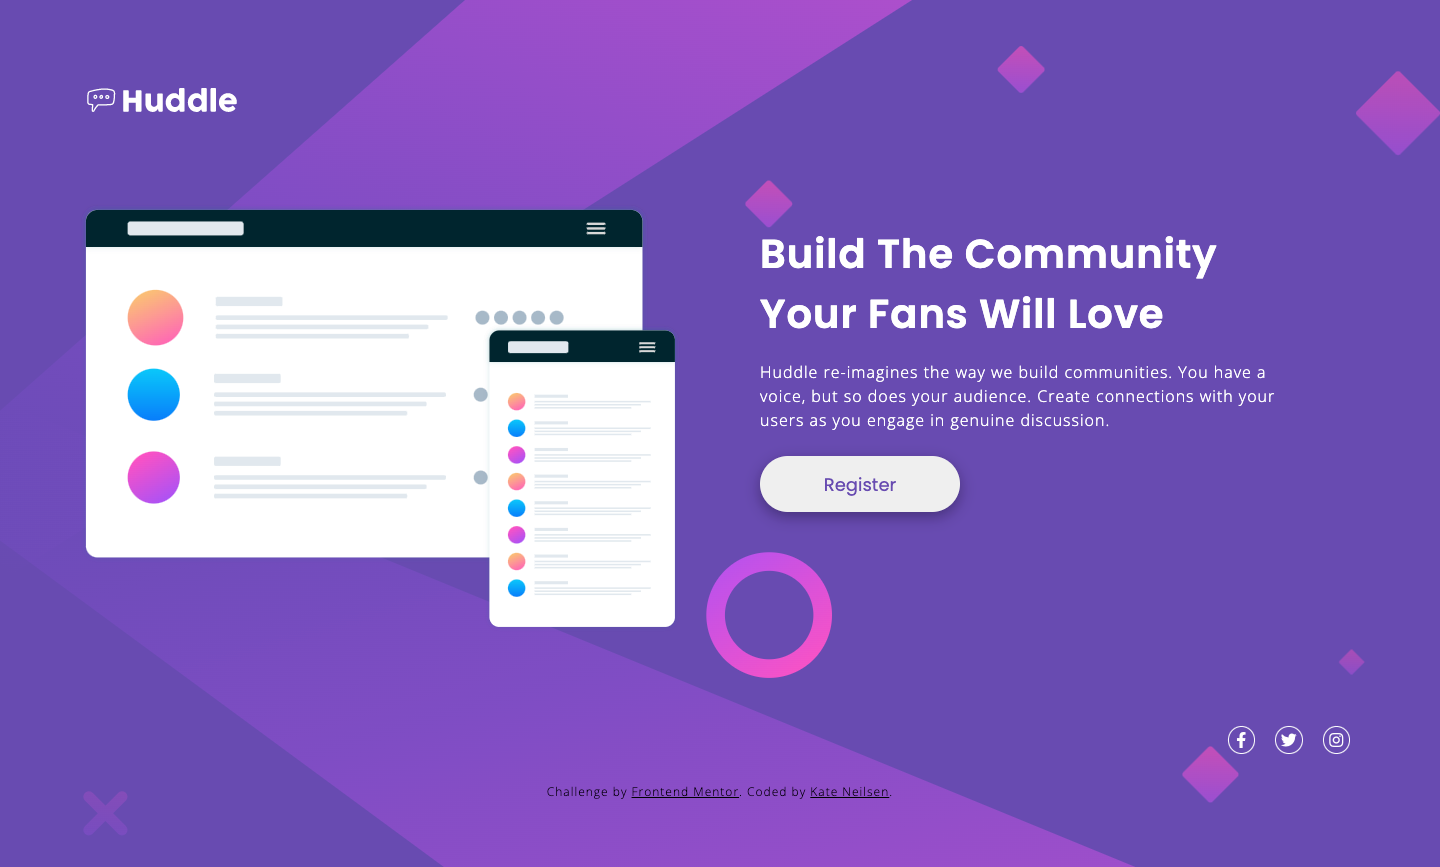 Huddle
Build The Community
Your Fans Will Love
Huddle re-imagines the way we build communities. You have a
voice, but so does your audience. Create connections with your
users as you engage in genuine discussion.
Register
Challenge by Frontend Mentor. Coded by Kate Neilsen.